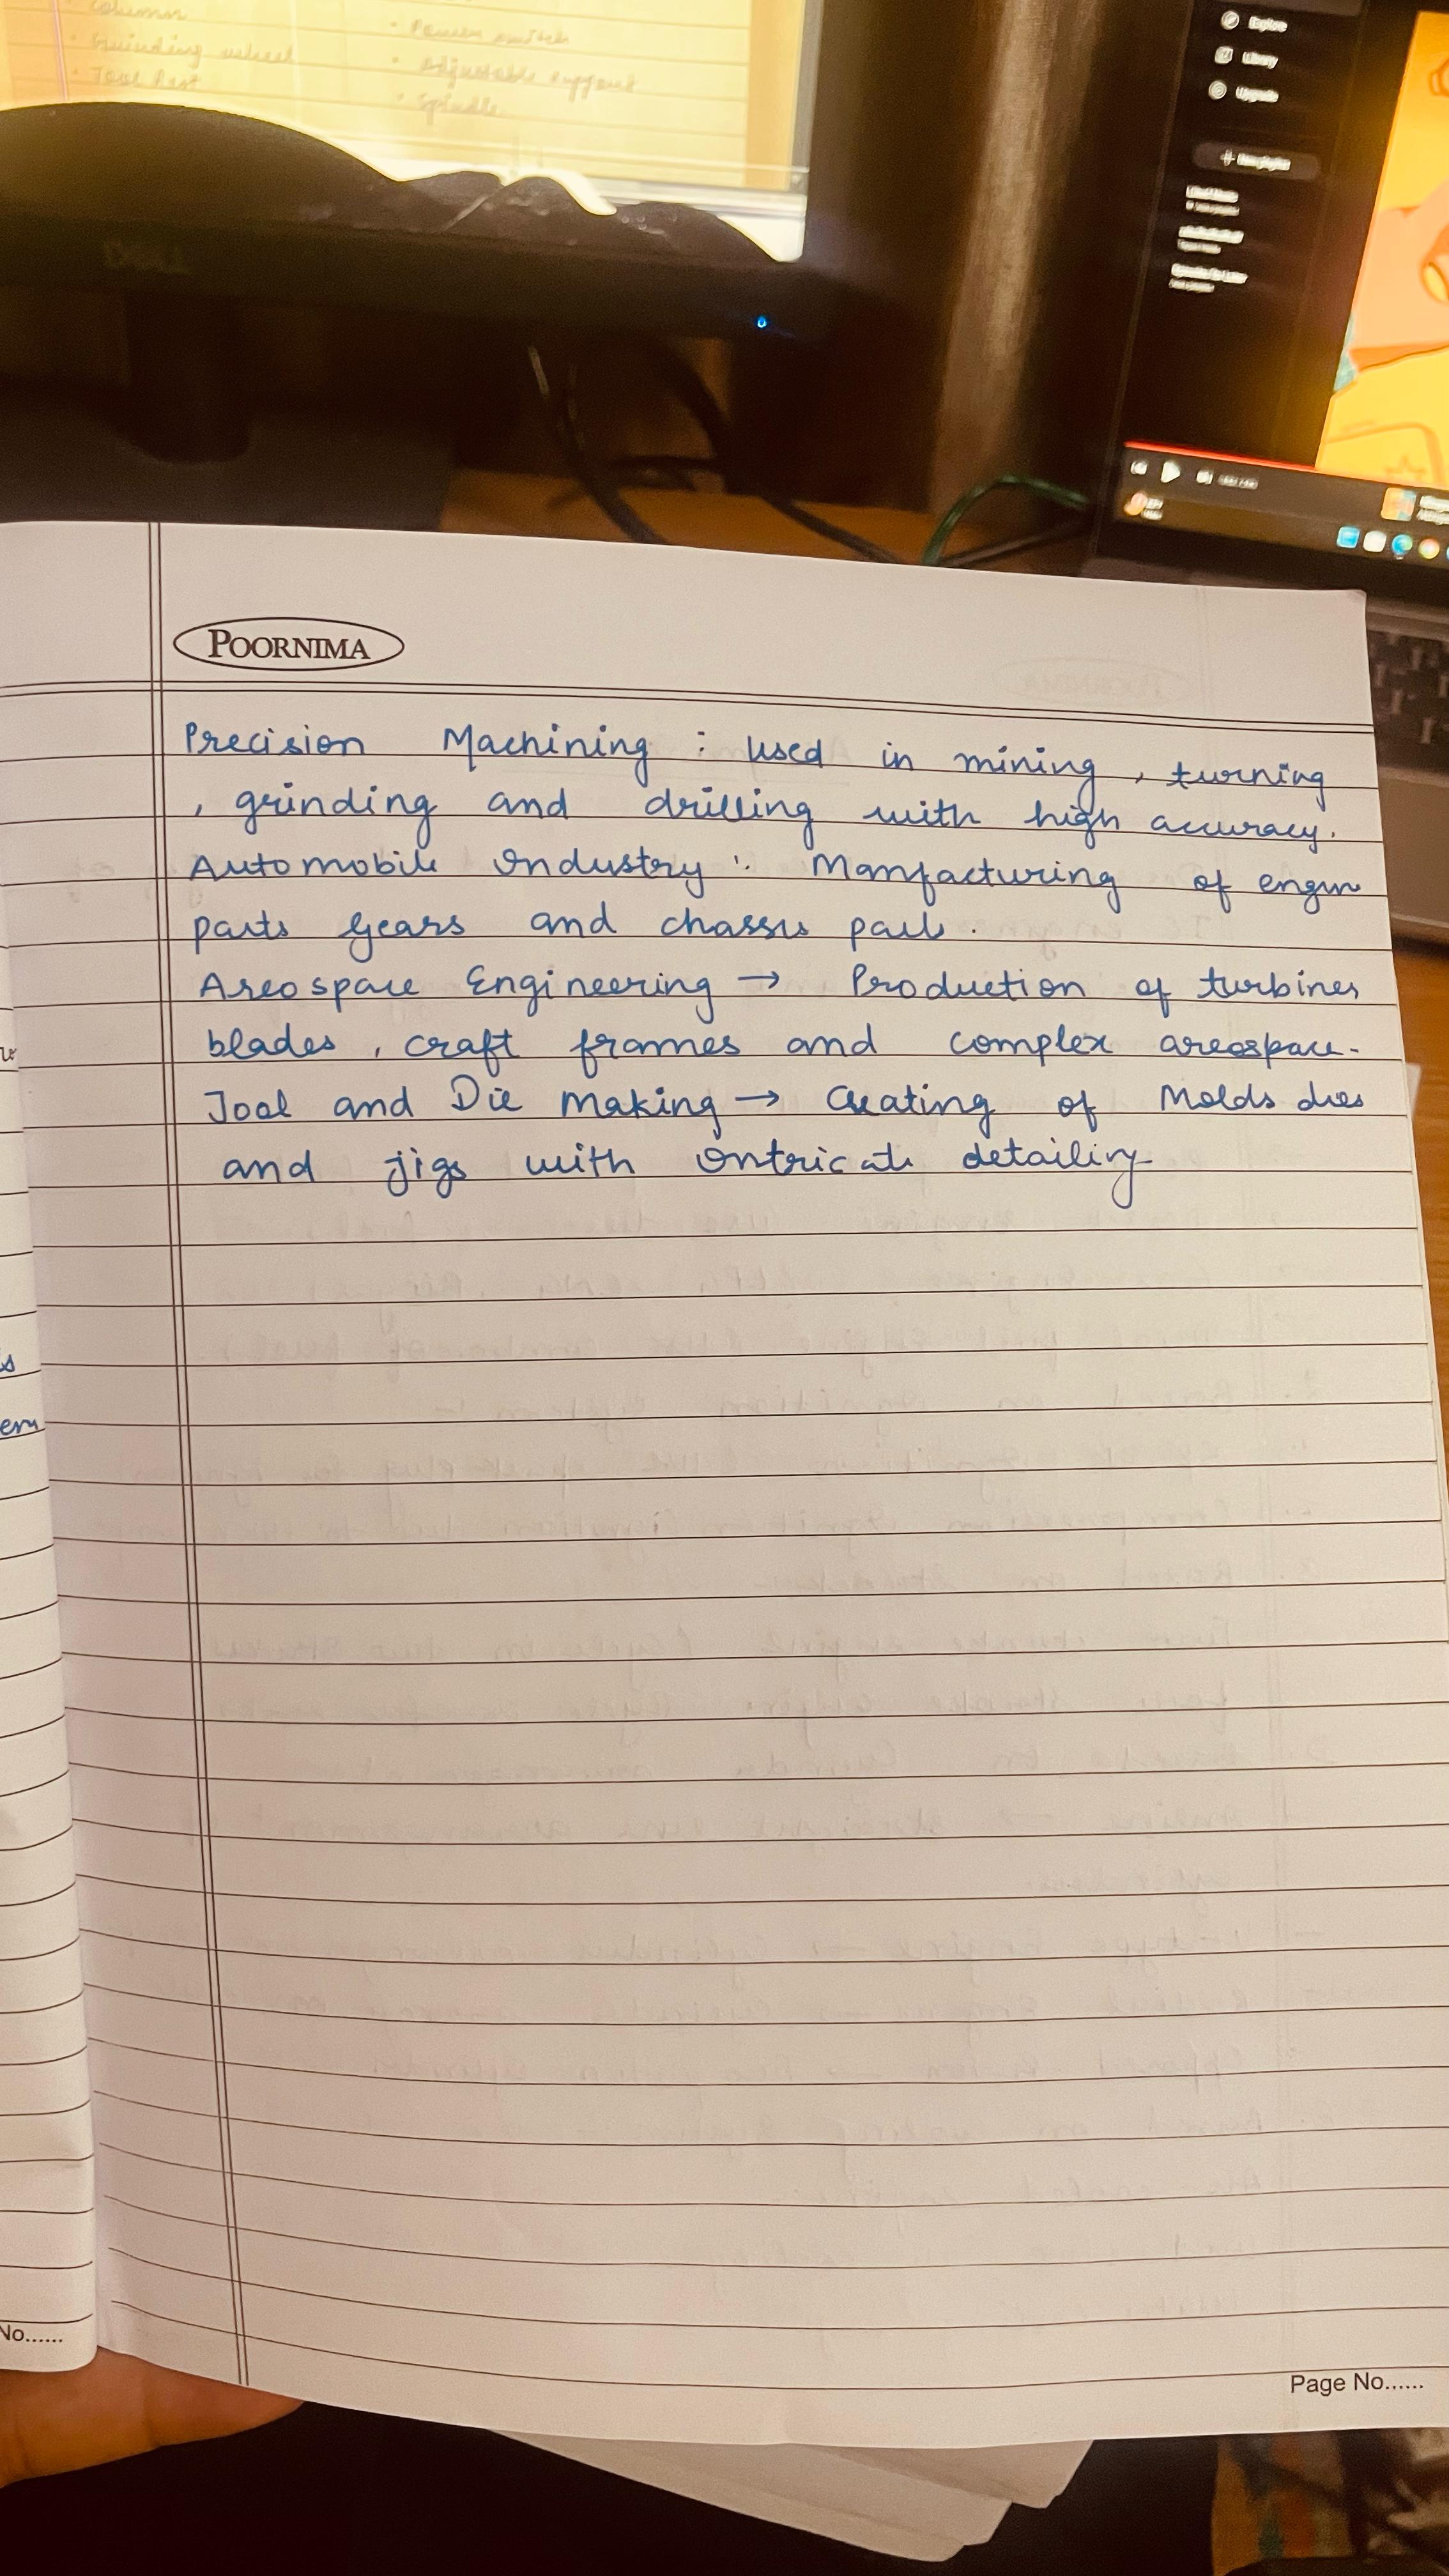 Column
• Grinding wheel
• Tool Rest
• Power switch
• Adjustable support
• Spindle
Explore
Library
Upgrade
DELL
POORNIMA
Precision Machining : Used in mining , turning
, grinding and drilling with high accuracy.
Automobile Industry : Manfacturing of engin
parts gears and chassis parts.
Areospace Engineering → Production of turbines
blades , craft frames and complex areospace.
Tool and Die Making → Creating of Molds dies
and jigs with intricate detailing
s
em
No......
Page No......